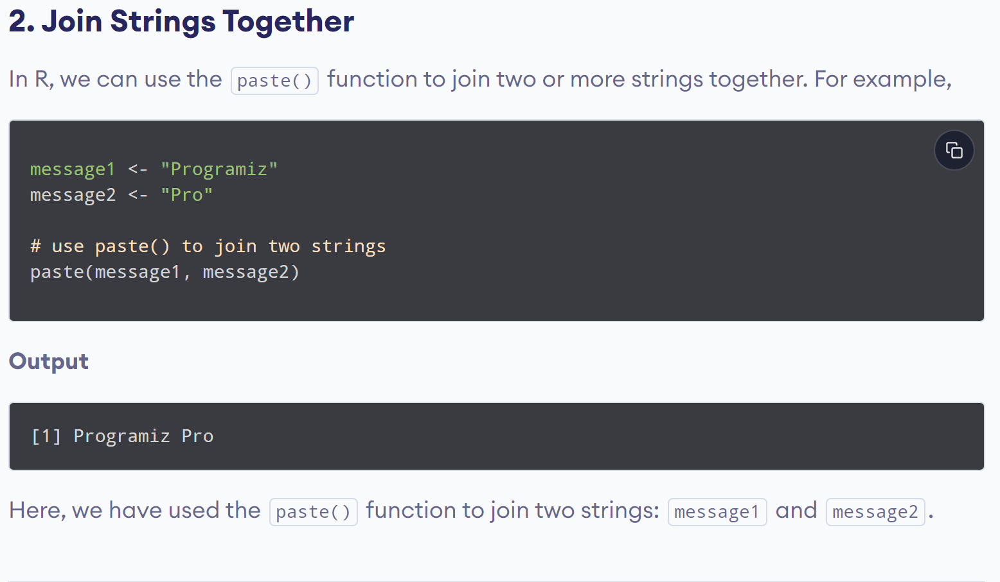 2. Join Strings Together
In R, we can use the paste() function to join two or more strings together. For example,
message1 <- "Programiz"
message2 <- "Pro"
# use paste() to join two strings
paste(message1, message2)
Output
[1] Programiz Pro
Here, we have used the paste() function to join two strings: message1 and message2.